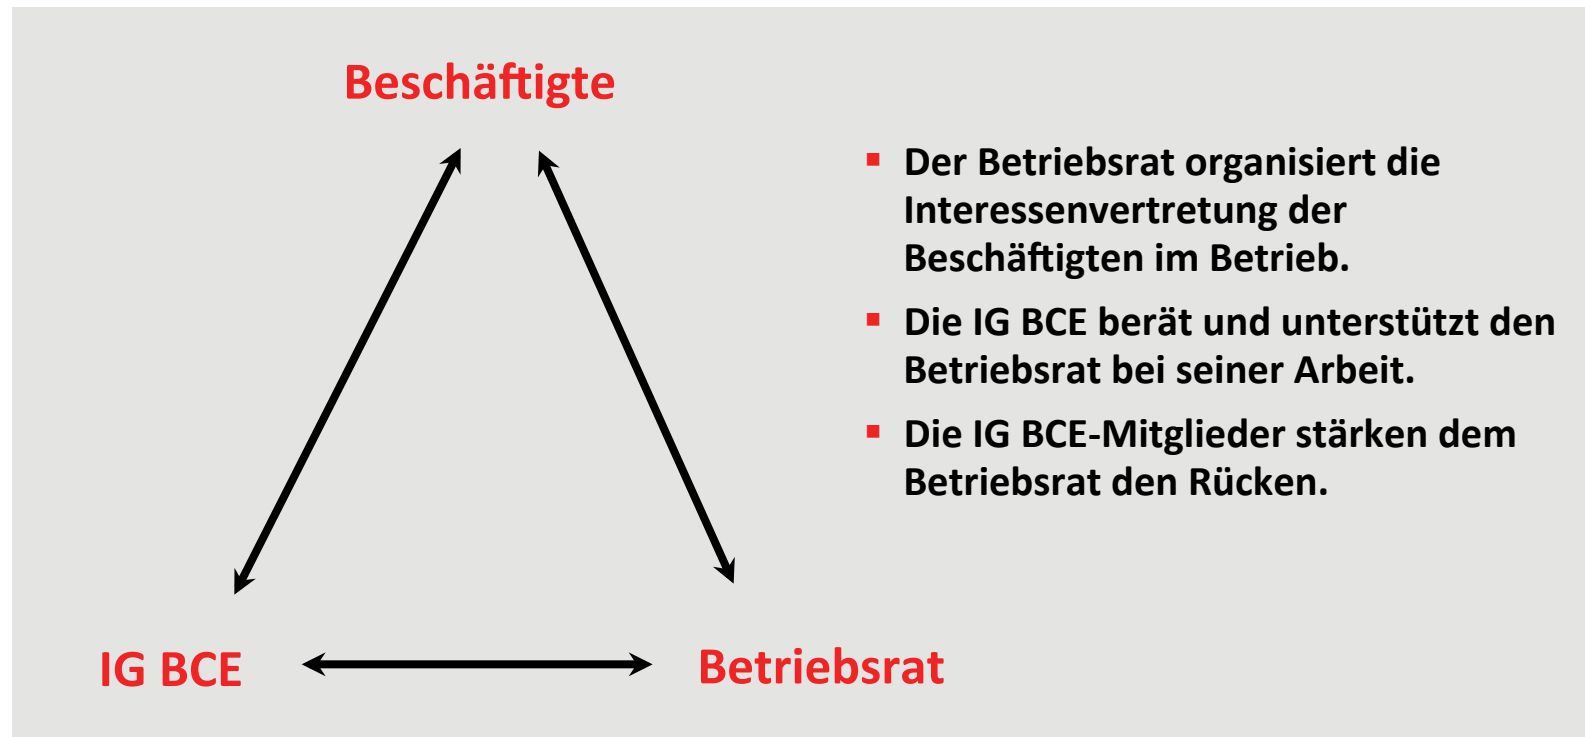 Beschäftigte
Der Betriebsrat organisiert die
Interessenvertretung der
Beschäftigten im Betrieb.
Die IG BCE berät und unterstützt den
Betriebsrat bei seiner Arbeit.
Die IG BCE-Mitglieder stärken dem
Betriebsrat den Rücken.
IG BCE
Betriebsrat